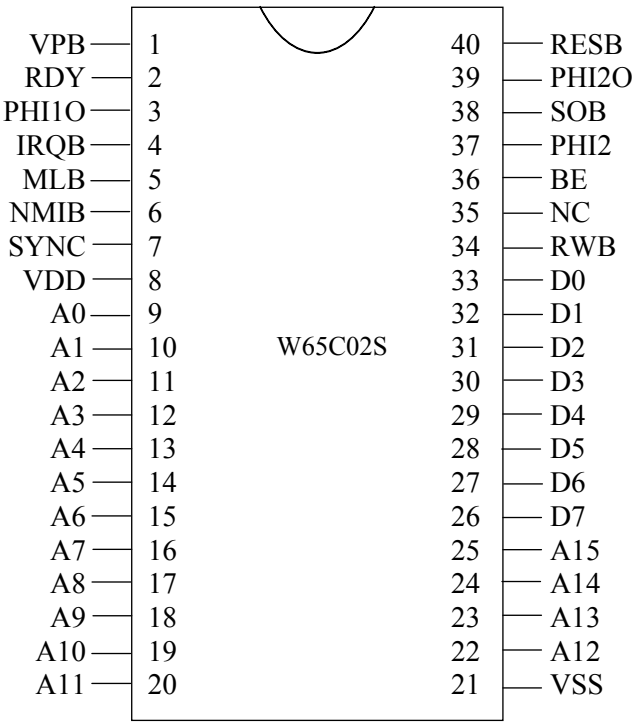 VPB 1 40 RESB
RDY 2 39 PHI2O
PHI1O 3 38 SOB
IRQB 4 37 PHI2
MLB 5 36 BE
NMIB 6 35 NC
SYNC 7 34 RWB
VDD 8 33 D0
A0 9 32 D1
A1 10 W65C02S 31 D2
A2 11 30 D3
A3 12 29 D4
A4 13 28 D5
A5 14 27 D6
A6 15 26 D7
A7 16 25 A15
A8 17 24 A14
A9 18 23 A13
A10 19 22 A12
A11 20 21 VSS